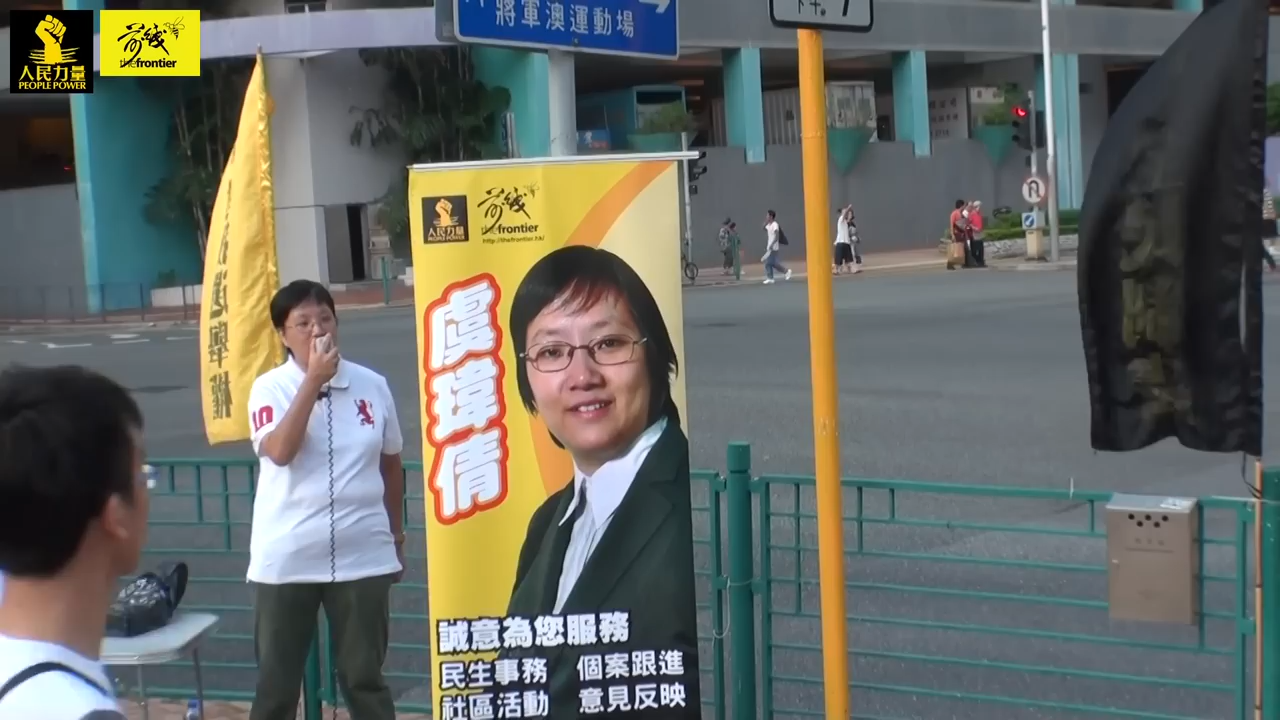 人民力量
PEOPLE POWER
前綫
the frontier
將軍澳運動場
人民力量
PEOPLE POWER
前綫
the frontier
http://thefrontier.hk/
虞瑋倩
誠意為您服務
民生事務 個案跟進
社區活動 意見反映